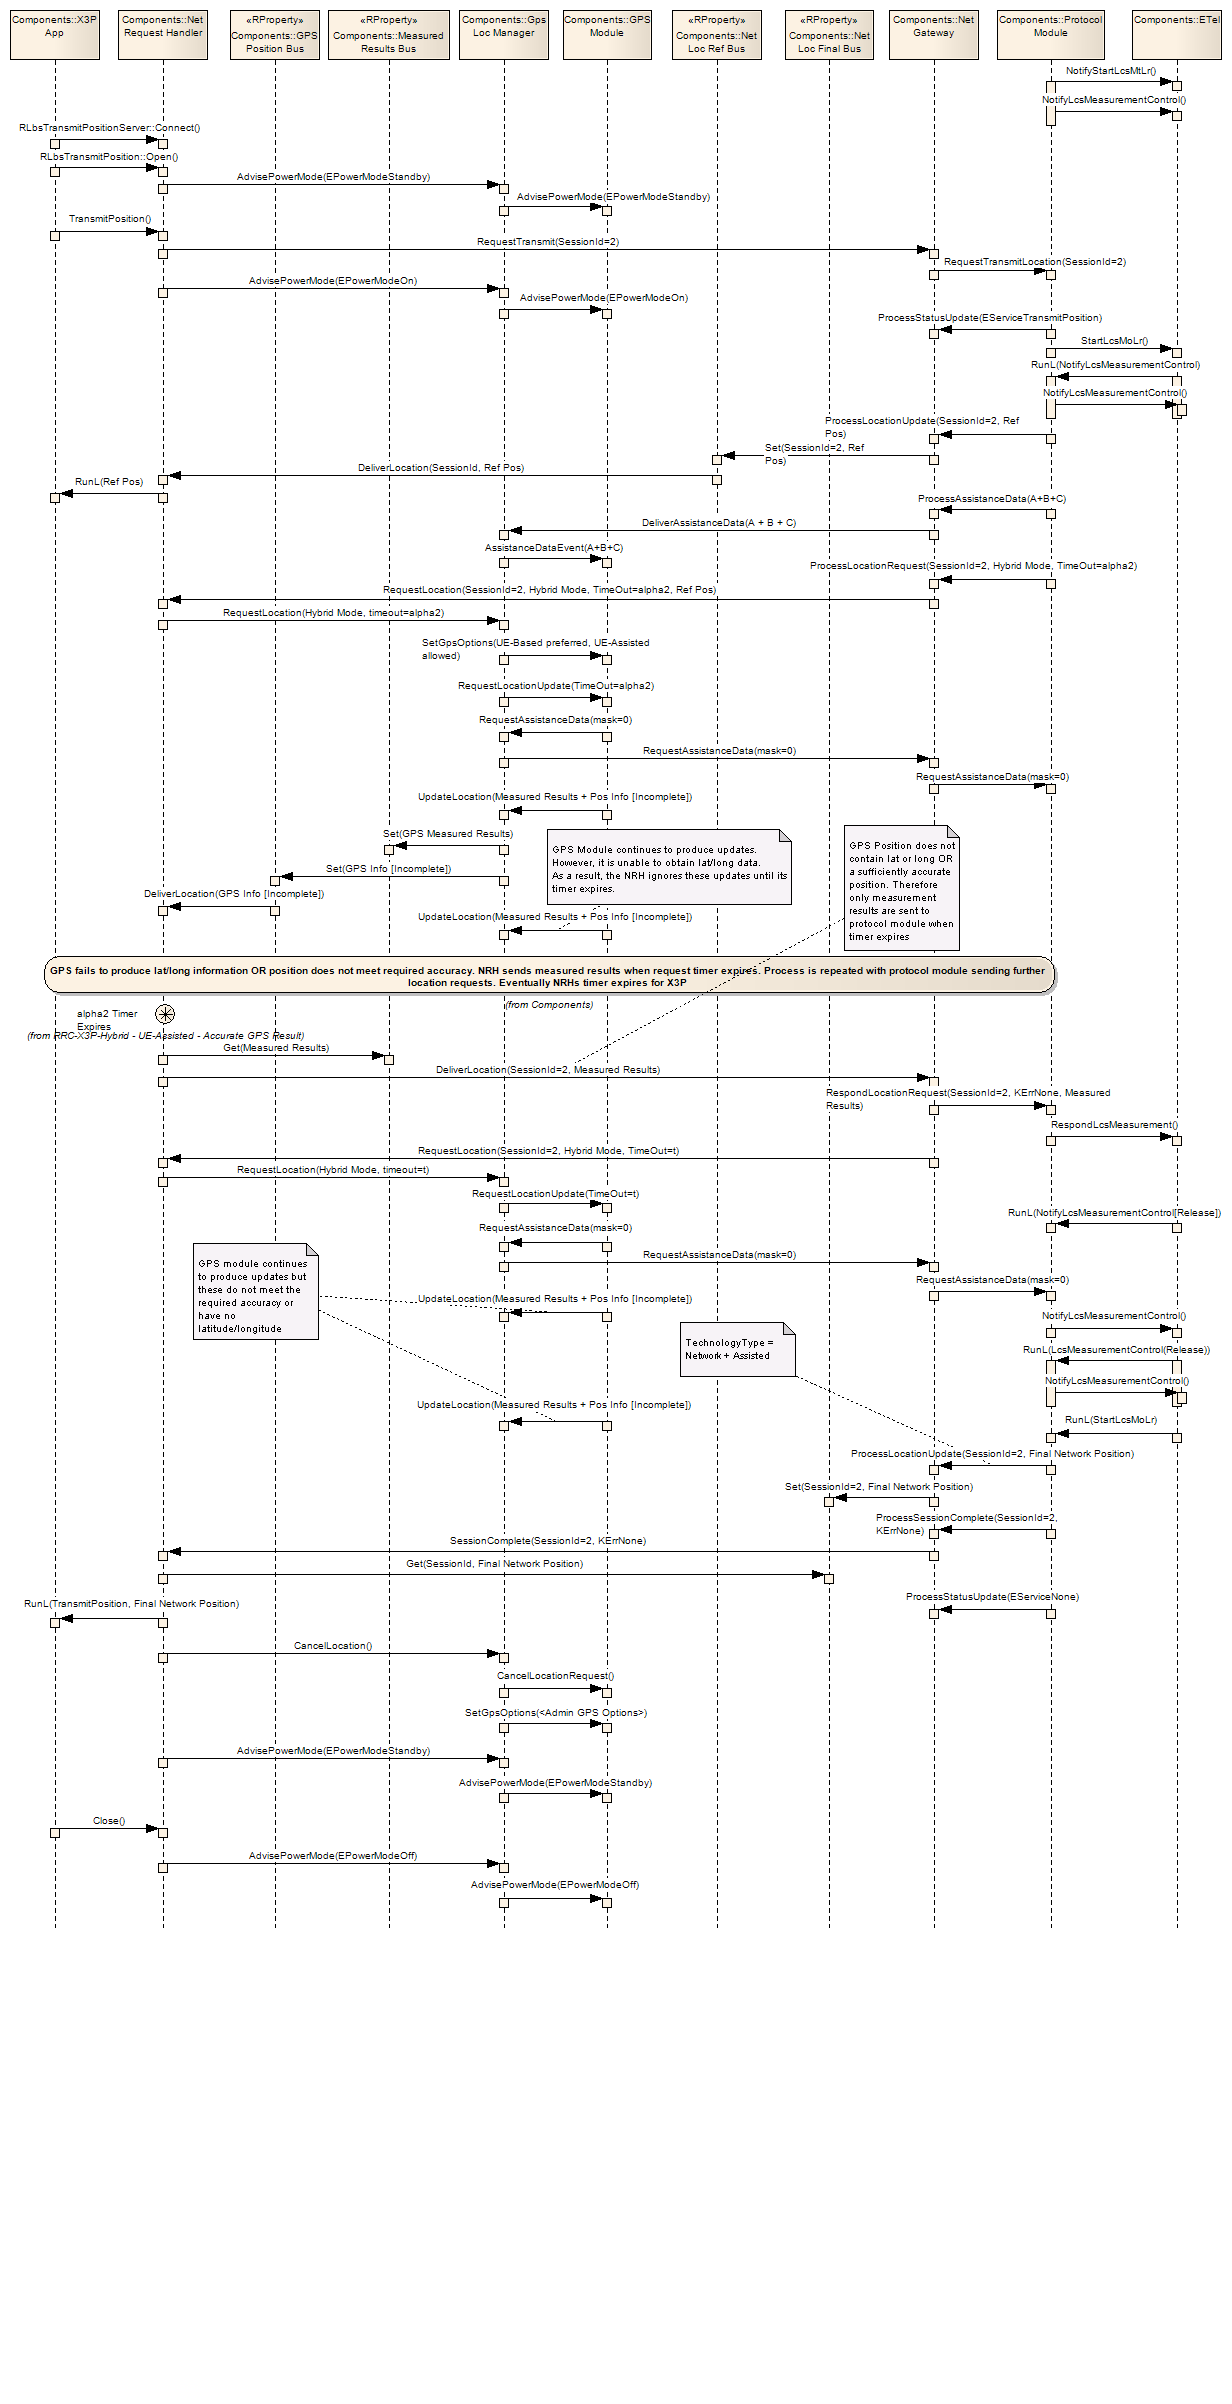 Components::X3P
App
Components::Net
Request Handler
«RProperty»
Components::GPS
Position Bus
«RProperty»
Components::Measured
Results Bus
Components::Gps
Loc Manager
Components::GPS
Module
«RProperty»
Components::Net
Loc Ref Bus
«RProperty»
Components::Net
Loc Final Bus
Components::Net
Gateway
Components::Protocol
Module
Components::ETel
NotifyStartLcsMtLr()
NotifyLcsMeasurementControl()
RLbsTransmitPositionServer::Connect()
RLbsTransmitPosition::Open()
AdvisePowerMode(EPowerModeStandby)
AdvisePowerMode(EPowerModeStandby)
TransmitPosition()
RequestTransmit(SessionId=2)
RequestTransmitLocation(SessionId=2)
AdvisePowerMode(EPowerModeOn)
AdvisePowerMode(EPowerModeOn)
ProcessStatusUpdate(EServiceTransmitPosition)
StartLcsMoLr()
RunL(NotifyLcsMeasurementControl)
NotifyLcsMeasurementControl()
ProcessLocationUpdate(SessionId=2, Ref
Pos)
Set(SessionId=2, Ref
Pos)
DeliverLocation(SessionId, Ref Pos)
RunL(Ref Pos)
ProcessAssistanceData(A+B+C)
DeliverAssistanceData(A + B + C)
AssistanceDataEvent(A+B+C)
ProcessLocationRequest(SessionId=2, Hybrid Mode, TimeOut=alpha2)
RequestLocation(SessionId=2, Hybrid Mode, TimeOut=alpha2, Ref Pos)
RequestLocation(Hybrid Mode, timeout=alpha2)
SetGpsOptions(UE-Based preferred, UE-Assisted
allowed)
RequestLocationUpdate(TimeOut=alpha2)
RequestAssistanceData(mask=0)
RequestAssistanceData(mask=0)
RequestAssistanceData(mask=0)
UpdateLocation(Measured Results + Pos Info [Incomplete])
Set(GPS Measured Results)
GPS Module continues to produce updates.
However, it is unable to obtain lat/long data.
As a result, the NRH ignores these updates until its
timer expires.
GPS Position does not
contain lat or long OR
a sufficiently accurate
position. Therefore
only measurement
results are sent to
protocol module when
timer expires
Set(GPS Info [Incomplete])
DeliverLocation(GPS Info [Incomplete])
UpdateLocation(Measured Results + Pos Info [Incomplete])
GPS fails to produce lat/long information OR position does not meet required accuracy. NRH sends measured results when request timer expires. Process is repeated with protocol module sending further
location requests. Eventually NRHs timer expires for X3P
(from Components)
alpha2 Timer
Expires
(from RRC-X3P-Hybrid - UE-Assisted - Accurate GPS Result)
Get(Measured Results)
DeliverLocation(SessionId=2, Measured Results)
RespondLocationRequest(SessionId=2, KErrNone, Measured
Results)
RespondLcsMeasurement()
RequestLocation(SessionId=2, Hybrid Mode, TimeOut=t)
RequestLocation(Hybrid Mode, timeout=t)
RequestLocationUpdate(TimeOut=t)
RunL(NotifyLcsMeasurementControl[Release])
RequestAssistanceData(mask=0)
RequestAssistanceData(mask=0)
RequestAssistanceData(mask=0)
GPS module continues
to produce updates but
these do not meet the
required accuracy or
have no
latitude/longitude
UpdateLocation(Measured Results + Pos Info [Incomplete])
NotifyLcsMeasurementControl()
TechnologyType =
Network + Assisted
RunL(LcsMeasurementControl(Release))
NotifyLcsMeasurementControl()
UpdateLocation(Measured Results + Pos Info [Incomplete])
RunL(StartLcsMoLr)
ProcessLocationUpdate(SessionId=2, Final Network Position)
Set(SessionId=2, Final Network Position)
ProcessSessionComplete(SessionId=2,
KErrNone)
SessionComplete(SessionId=2, KErrNone)
Get(SessionId, Final Network Position)
ProcessStatusUpdate(EServiceNone)
RunL(TransmitPosition, Final Network Position)
CancelLocation()
CancelLocationRequest()
SetGpsOptions(<Admin GPS Options>)
AdvisePowerMode(EPowerModeStandby)
AdvisePowerMode(EPowerModeStandby)
Close()
AdvisePowerMode(EPowerModeOff)
AdvisePowerMode(EPowerModeOff)